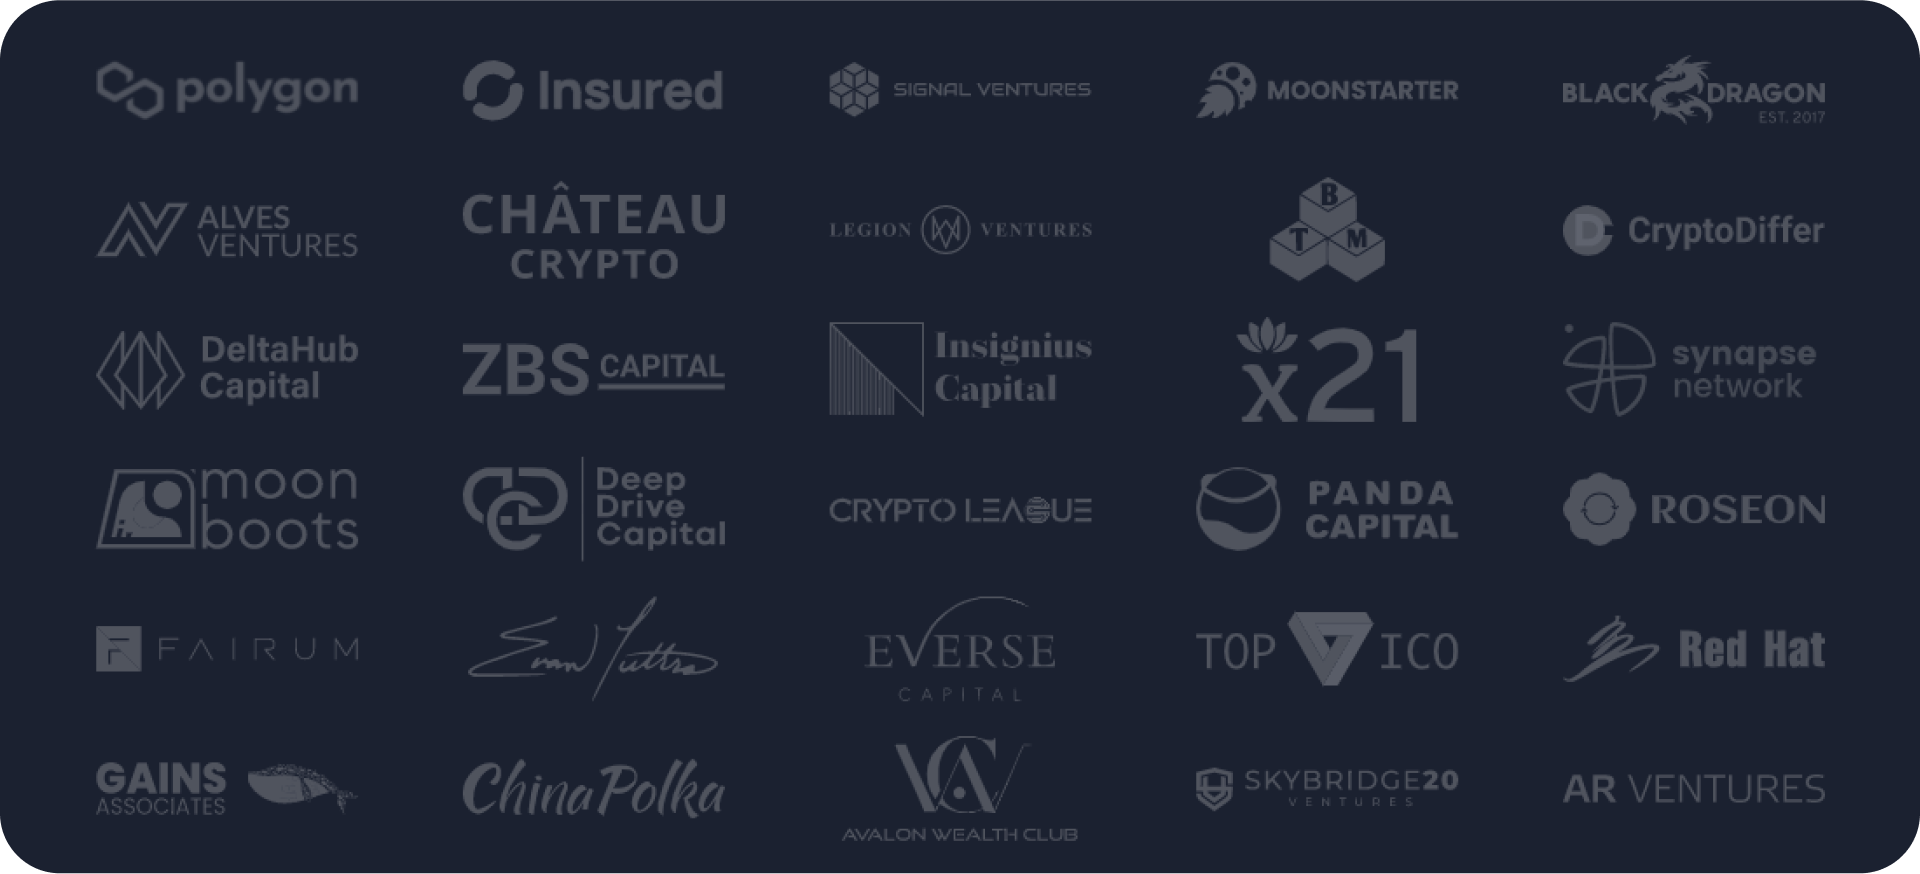 polygon
Insured
SIGNAL VENTURES
MOONSTARTER
BLACK DRAGON
EST. 2017
ALVES
VENTURES
CHÂTEAU
CRYPTO
LEGION VENTURES
B
T M
CryptoDiffer
DeltaHub
Capital
ZBS CAPITAL
Insignius
Capital
x21
synapse
network
moon
boots
Deep
Drive
Capital
CRYPTO LEAGUE
PANDA
CAPITAL
ROSEON
FAIRUM
EVERSE
CAPITAL
TOP ICO
Red Hat
GAINS
ASSOCIATES
ChinaPolka
AVALON WEALTH CLUB
SKYBRIDGE20
VENTURES
AR VENTURES